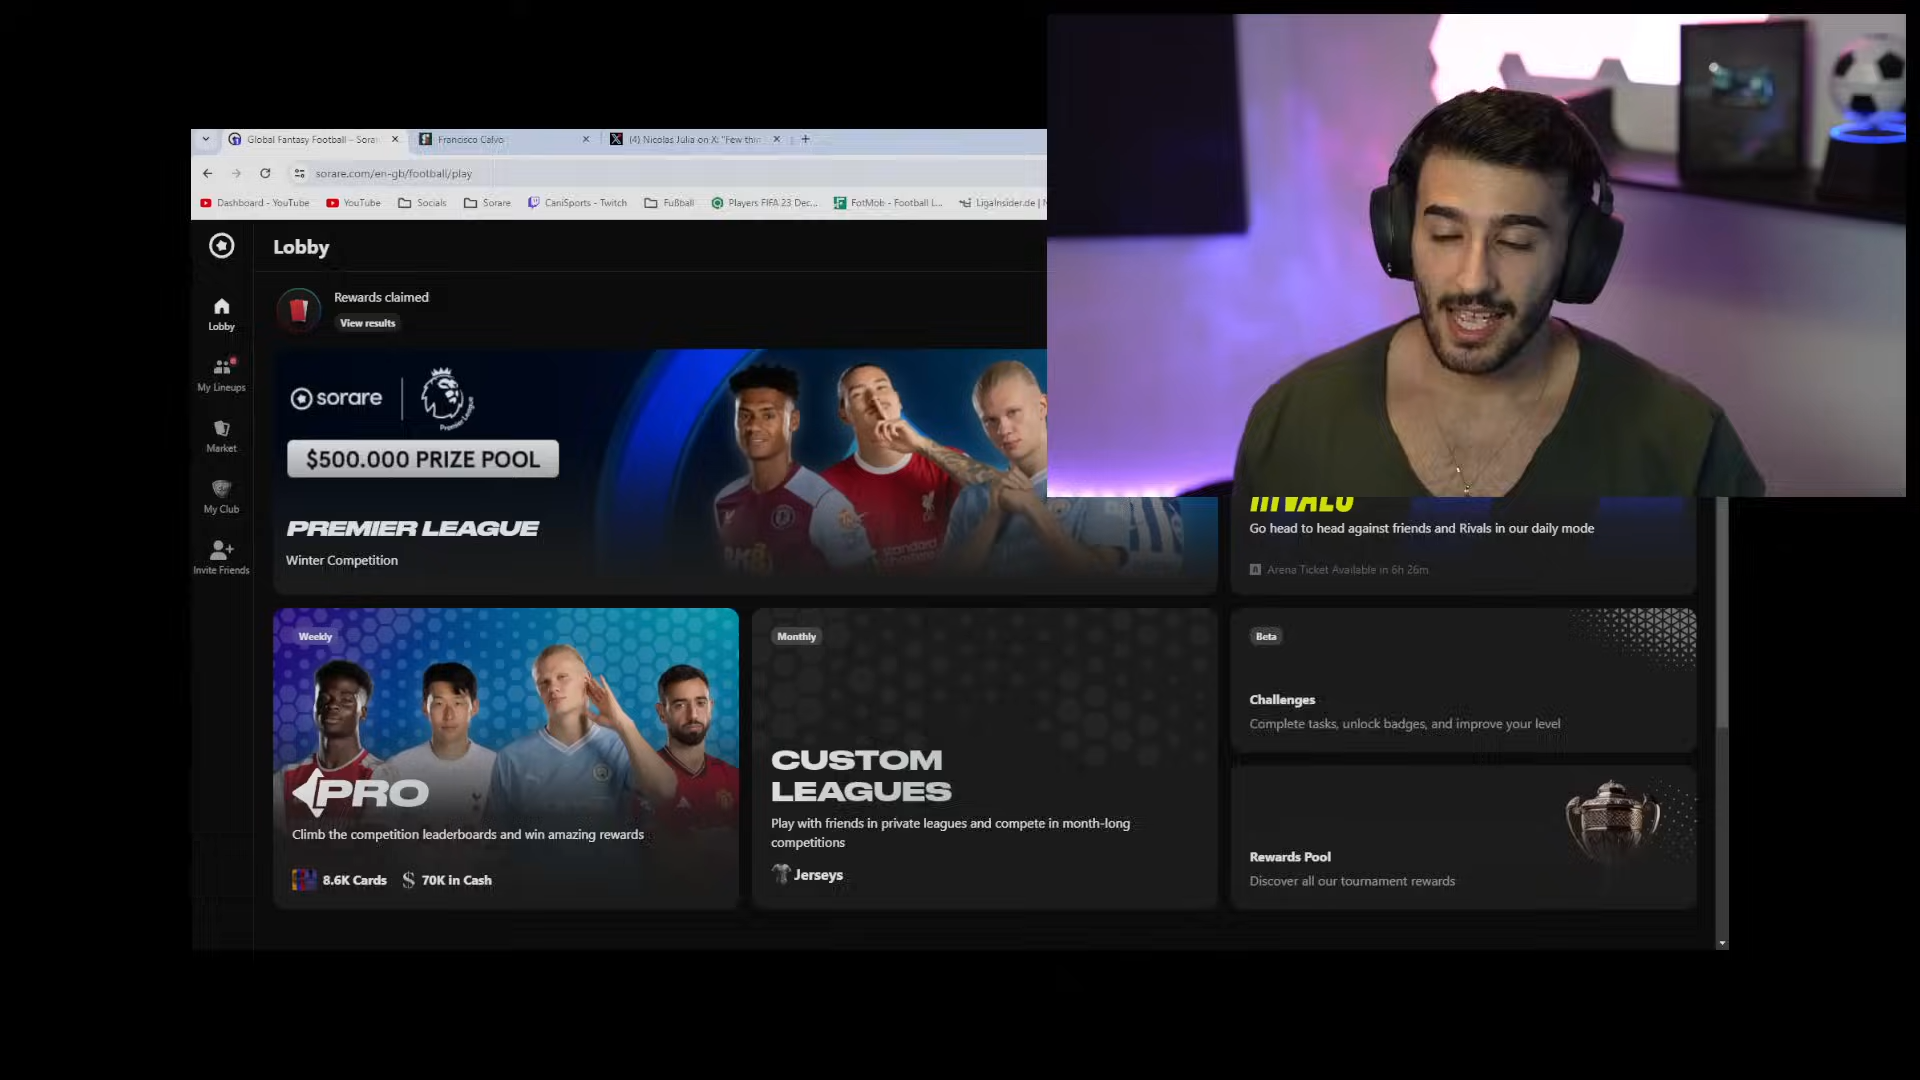 Global Fantasy Football – Sorar
Francisco Calvo
(4) Nicolas Julia on X: "Few thin
sorare.com/en-gb/football/play
Dashboard - YouTube
YouTube
Socials
Sorare
CaniSports - Twitch
Fußball
Players FIFA 23 Dec...
FotMob - Football L...
LigaInsider.de |
Lobby
Rewards claimed
View results
Lobby
My Lineups
Market
My Club
Invite Friends
sorare
Premier League
$500.000 PRIZE POOL
PREMIER LEAGUE
Winter Competition
RIVALS
Go head to head against friends and Rivals in our daily mode
Arena Ticket Available in 6h 26m
Weekly
PRO
Climb the competition leaderboards and win amazing rewards
8.6K Cards
70K in Cash
Monthly
CUSTOM
LEAGUES
Play with friends in private leagues and compete in month-long
competitions
Jerseys
Beta
Challenges
Complete tasks, unlock badges, and improve your level
Rewards Pool
Discover all our tournament rewards